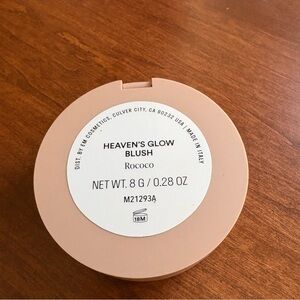 DIST. BY EM COSMETICS, CULVER CITY, CA 90232 USA | MADE IN ITALY
HEAVEN'S GLOW
BLUSH
Rococo
NET WT. 8 G / 0.28 OZ
M21293A
18M